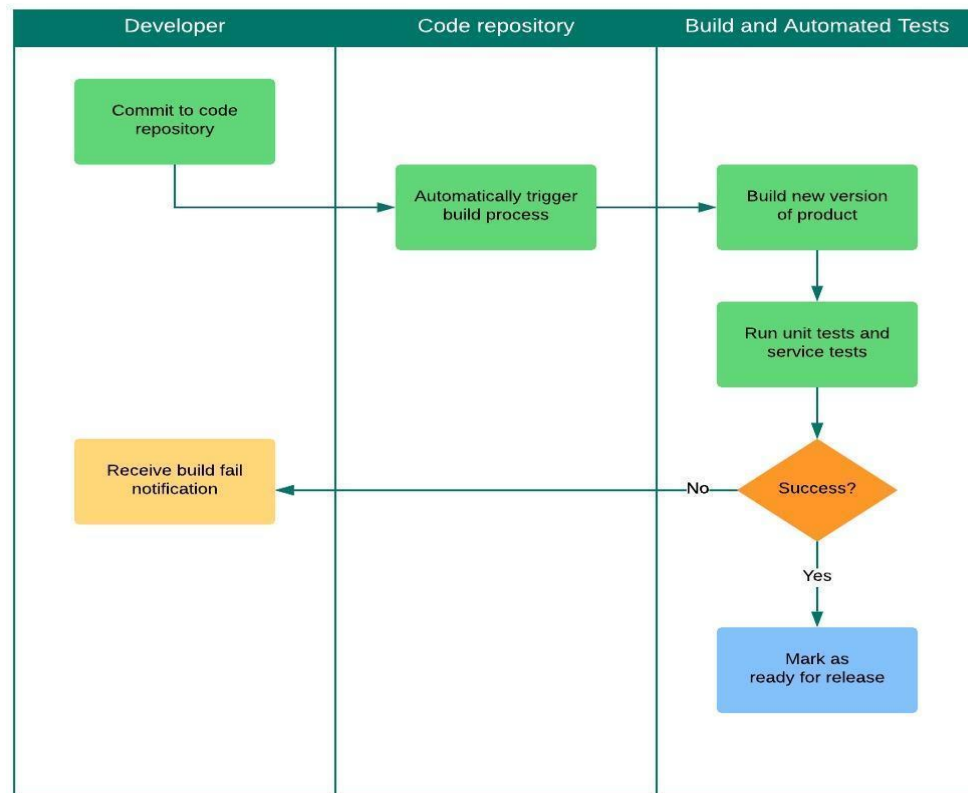 Developer
Code repository
Build and Automated Tests
Commit to code
repository
Automatically trigger
build process
Build new version
of product
Run unit tests and
service tests
Receive build fail
notification
No
Success?
Yes
Mark as
ready for release